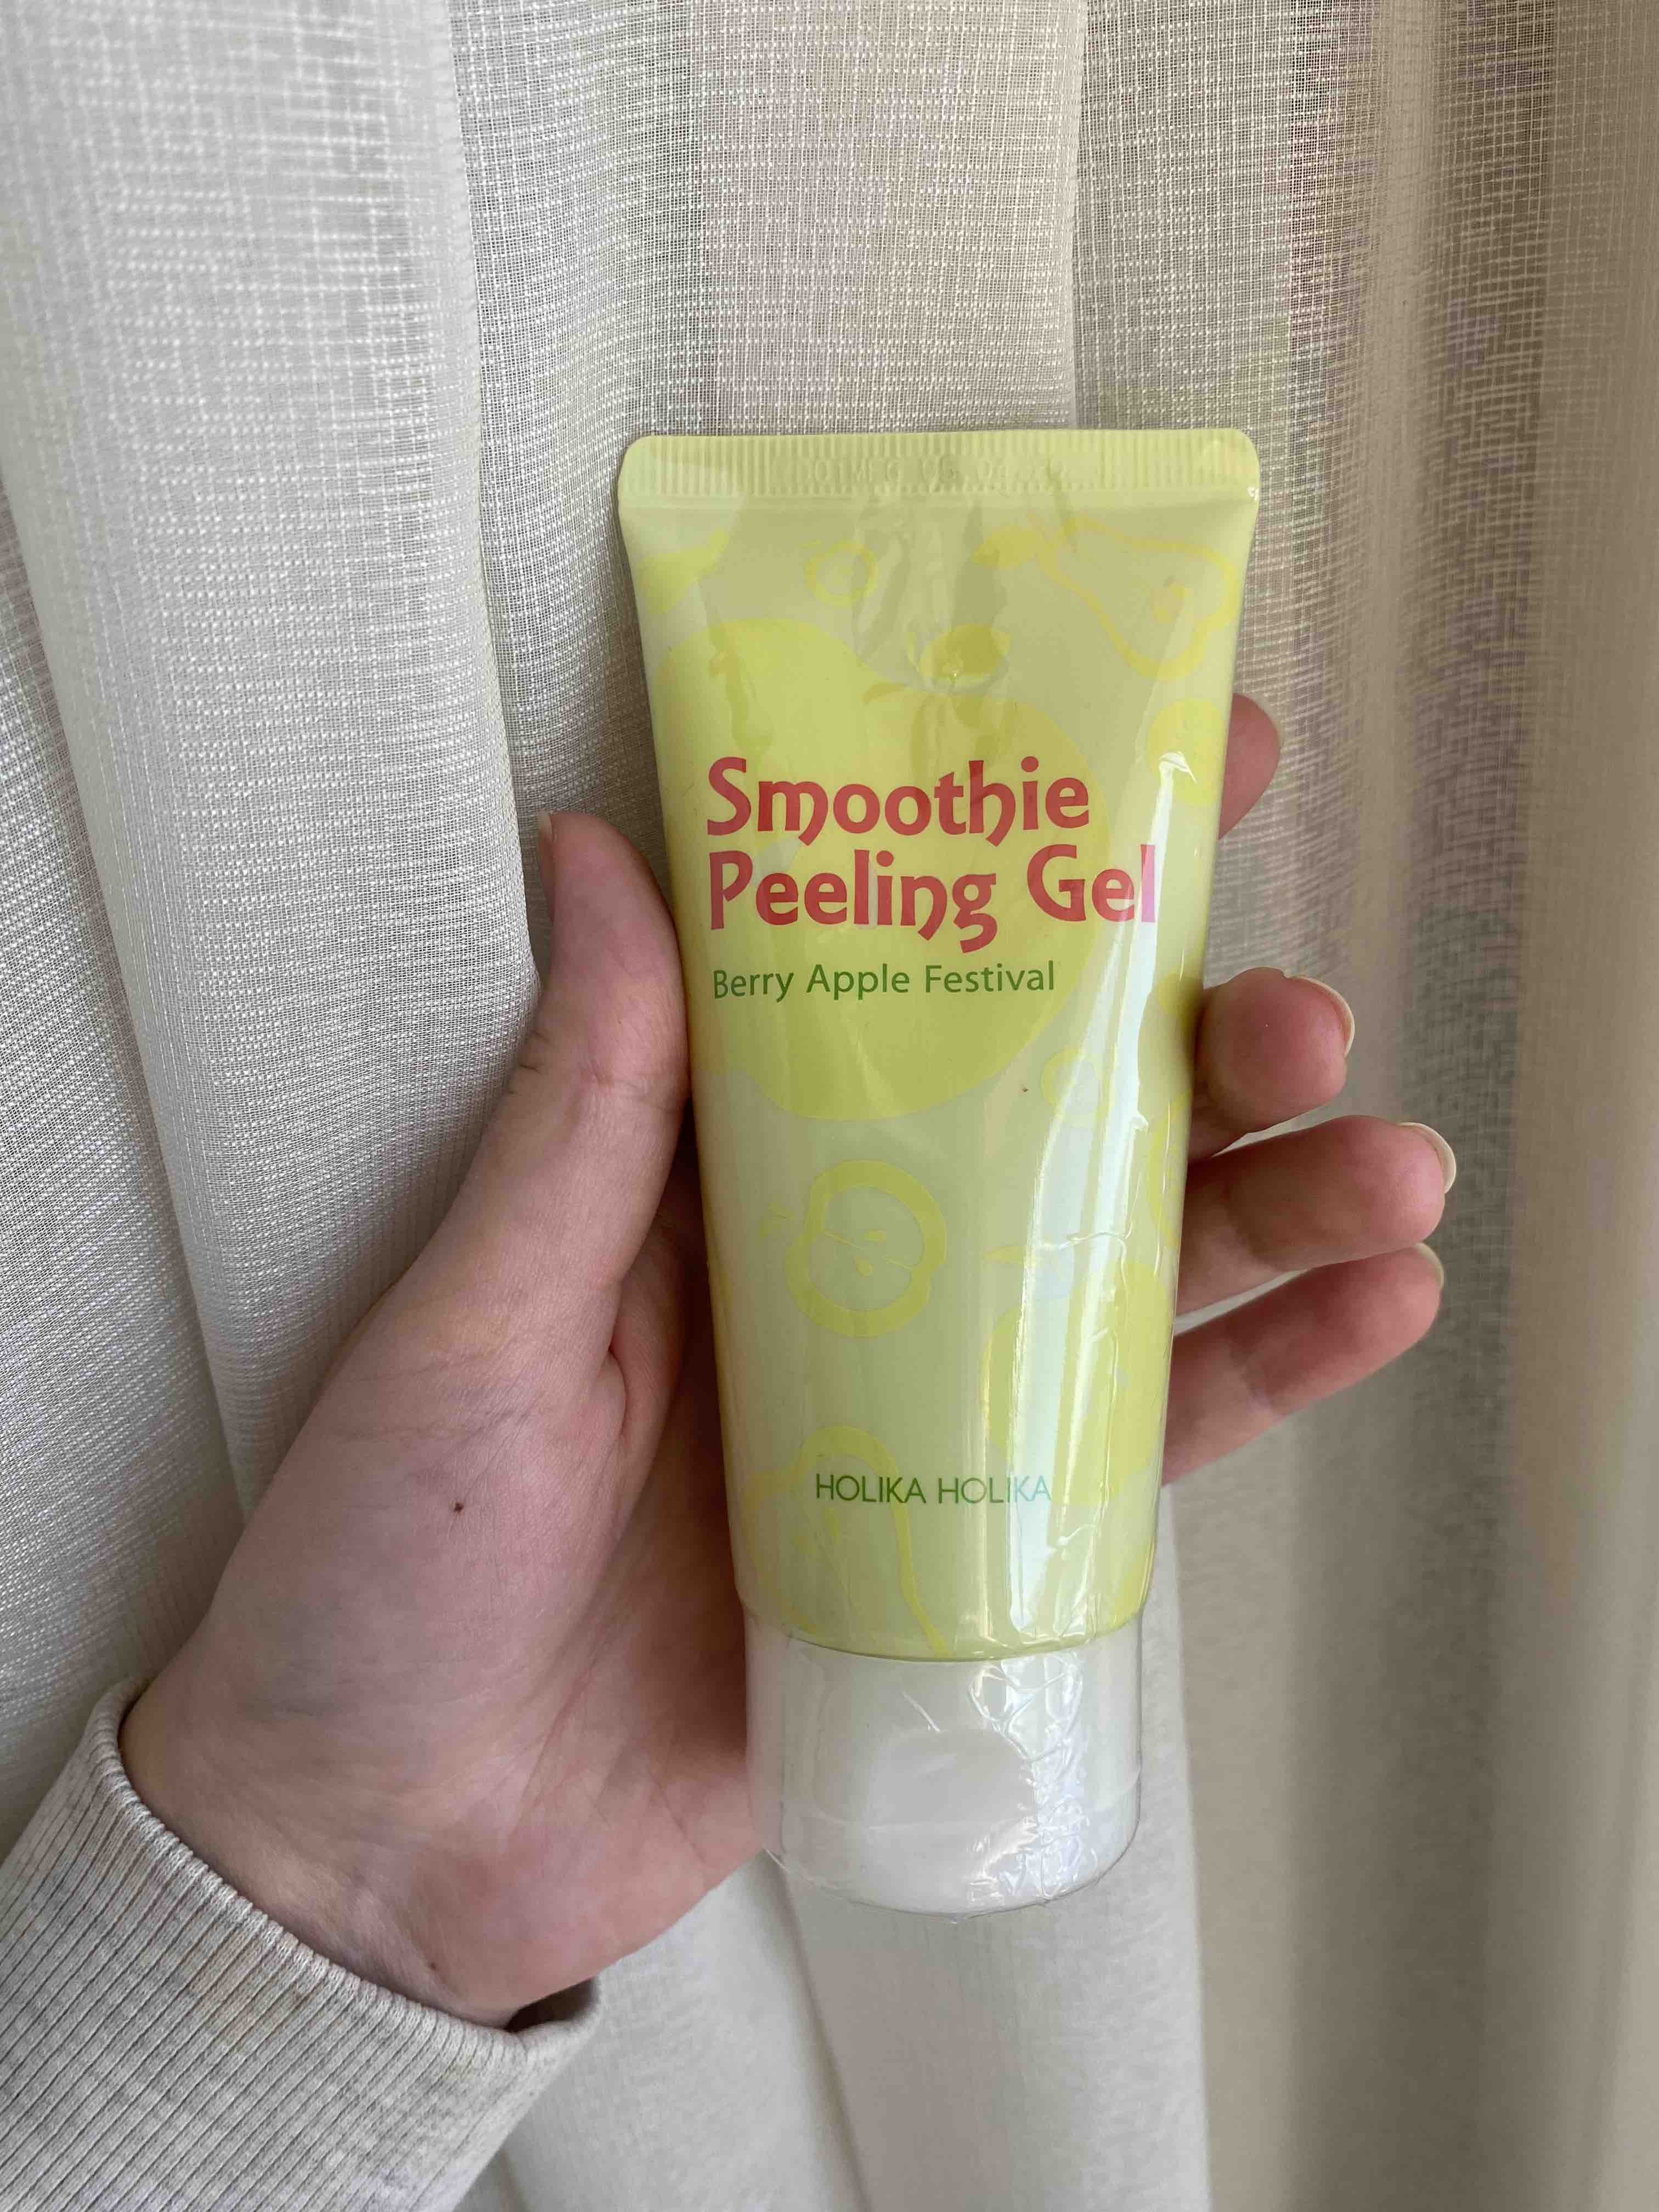 Smoothie
Peeling Gel
Berry Apple Festival
HOLIKA HOLIKA